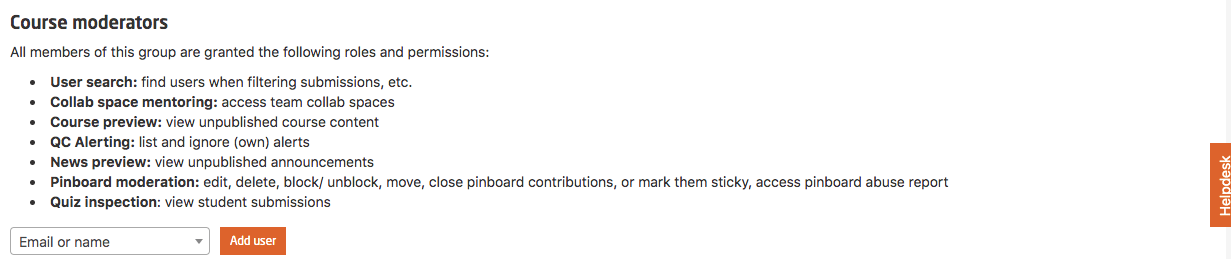 Course moderators
All members of this group are granted the following roles and permissions:
User search: find users when filtering submissions, etc.
Collab space mentoring: access team collab spaces
Course preview: view unpublished course content
QC Alerting: list and ignore (own) alerts
News preview: view unpublished announcements
Pinboard moderation: edit, delete, block/ unblock, move, close pinboard contributions, or mark them sticky, access pinboard abuse report
Quiz inspection: view student submissions
Email or name
Add user
Helpdesk